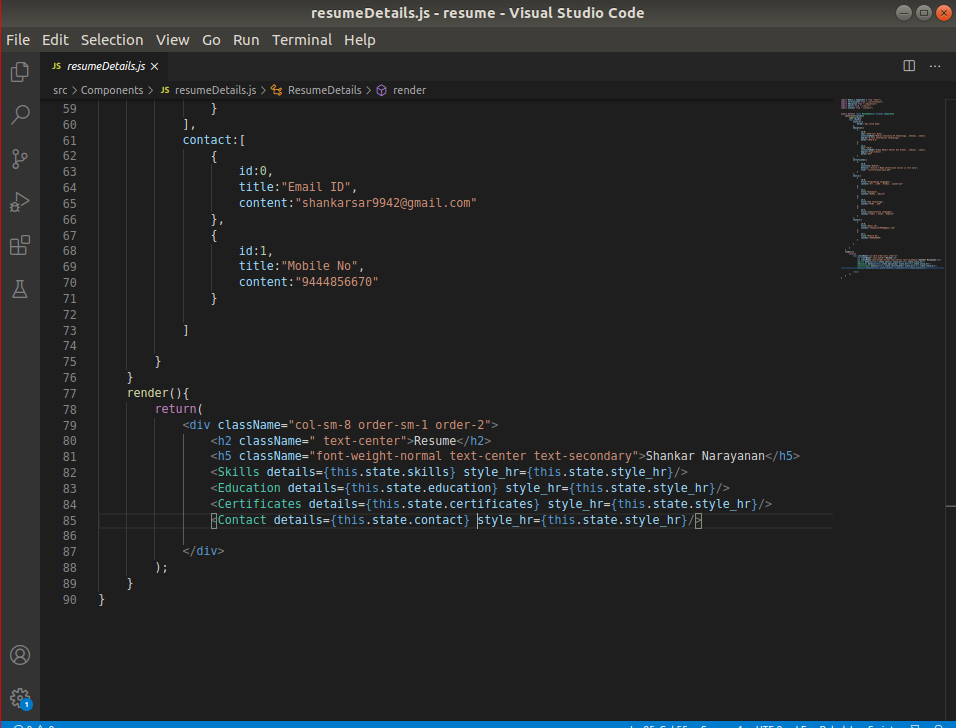 resumeDetails.js - resume - Visual Studio Code
File Edit Selection View Go Run Terminal Help
JS resumeDetails.js ×
src > Components > JS resumeDetails.js > ResumeDetails > render
59 }
60 ],
61 contact:[
62 {
63 id:0,
64 title:"Email ID",
65 content:"shankarsar9942@gmail.com"
66 },
67 {
68 id:1,
69 title:"Mobile No",
70 content:"9444856670"
71 }
72
73 ]
74
75 }
76 }
77 render(){
78 return(
79 <div className="col-sm-8 order-sm-1 order-2">
80 <h2 className=" text-center">Resume</h2>
81 <h5 className="font-weight-normal text-center text-secondary">Shankar Narayanan</h5>
82 <Skills details={this.state.skills} style_hr={this.state.style_hr}/>
83 <Education details={this.state.education} style_hr={this.state.style_hr}/>
84 <Certificates details={this.state.certificates} style_hr={this.state.style_hr}/>
85 <Contact details={this.state.contact} style_hr={this.state.style_hr}/>
86
87 </div>
88 );
89 }
90 }
1